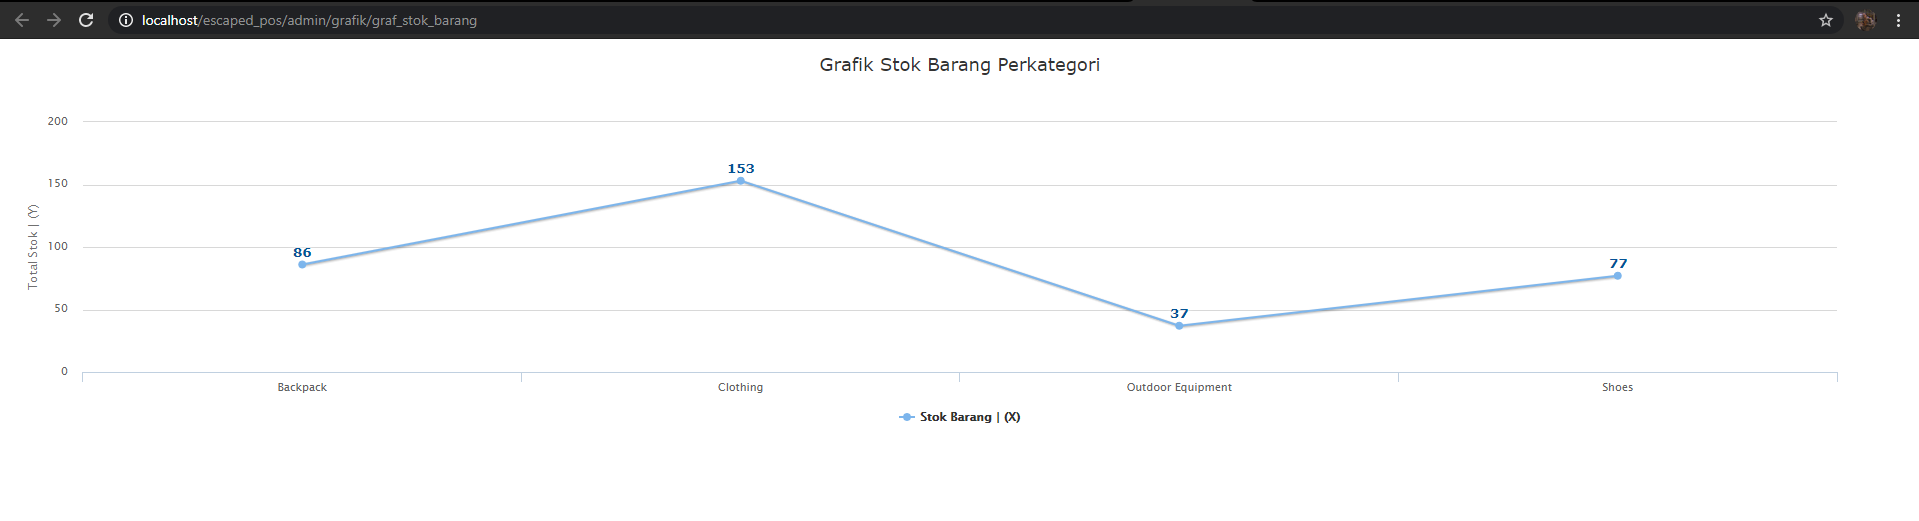 localhost/escaped_pos/admin/grafik/graf_stok_barang
Grafik Stok Barang Perkategori
200
150
100
50
0
Total Stok | (Y)
86
153
37
77
Backpack
Clothing
Outdoor Equipment
Shoes
Stok Barang | (X)